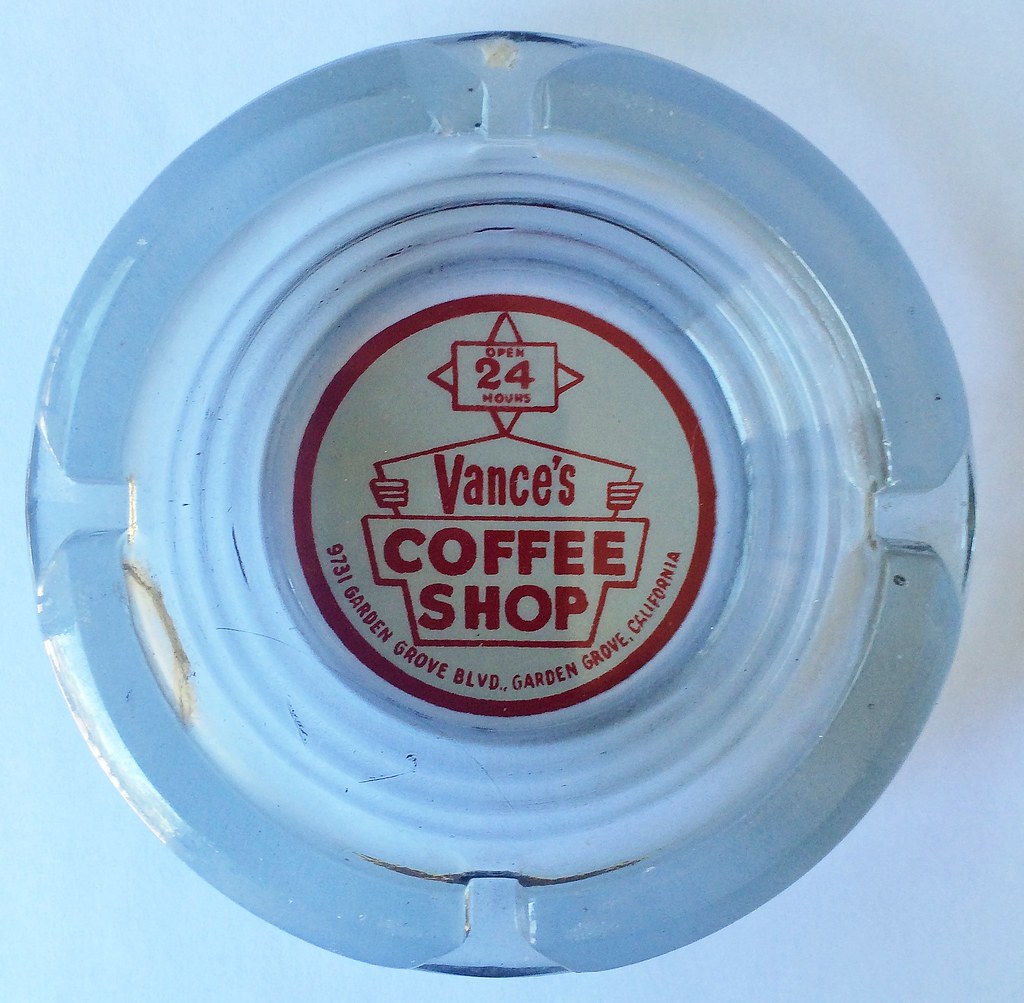 OPEN
24
HOURS
Vance's
COFFEE
SHOP
9731 GARDEN GROVE BLVD., GARDEN GROVE, CALIFORNIA